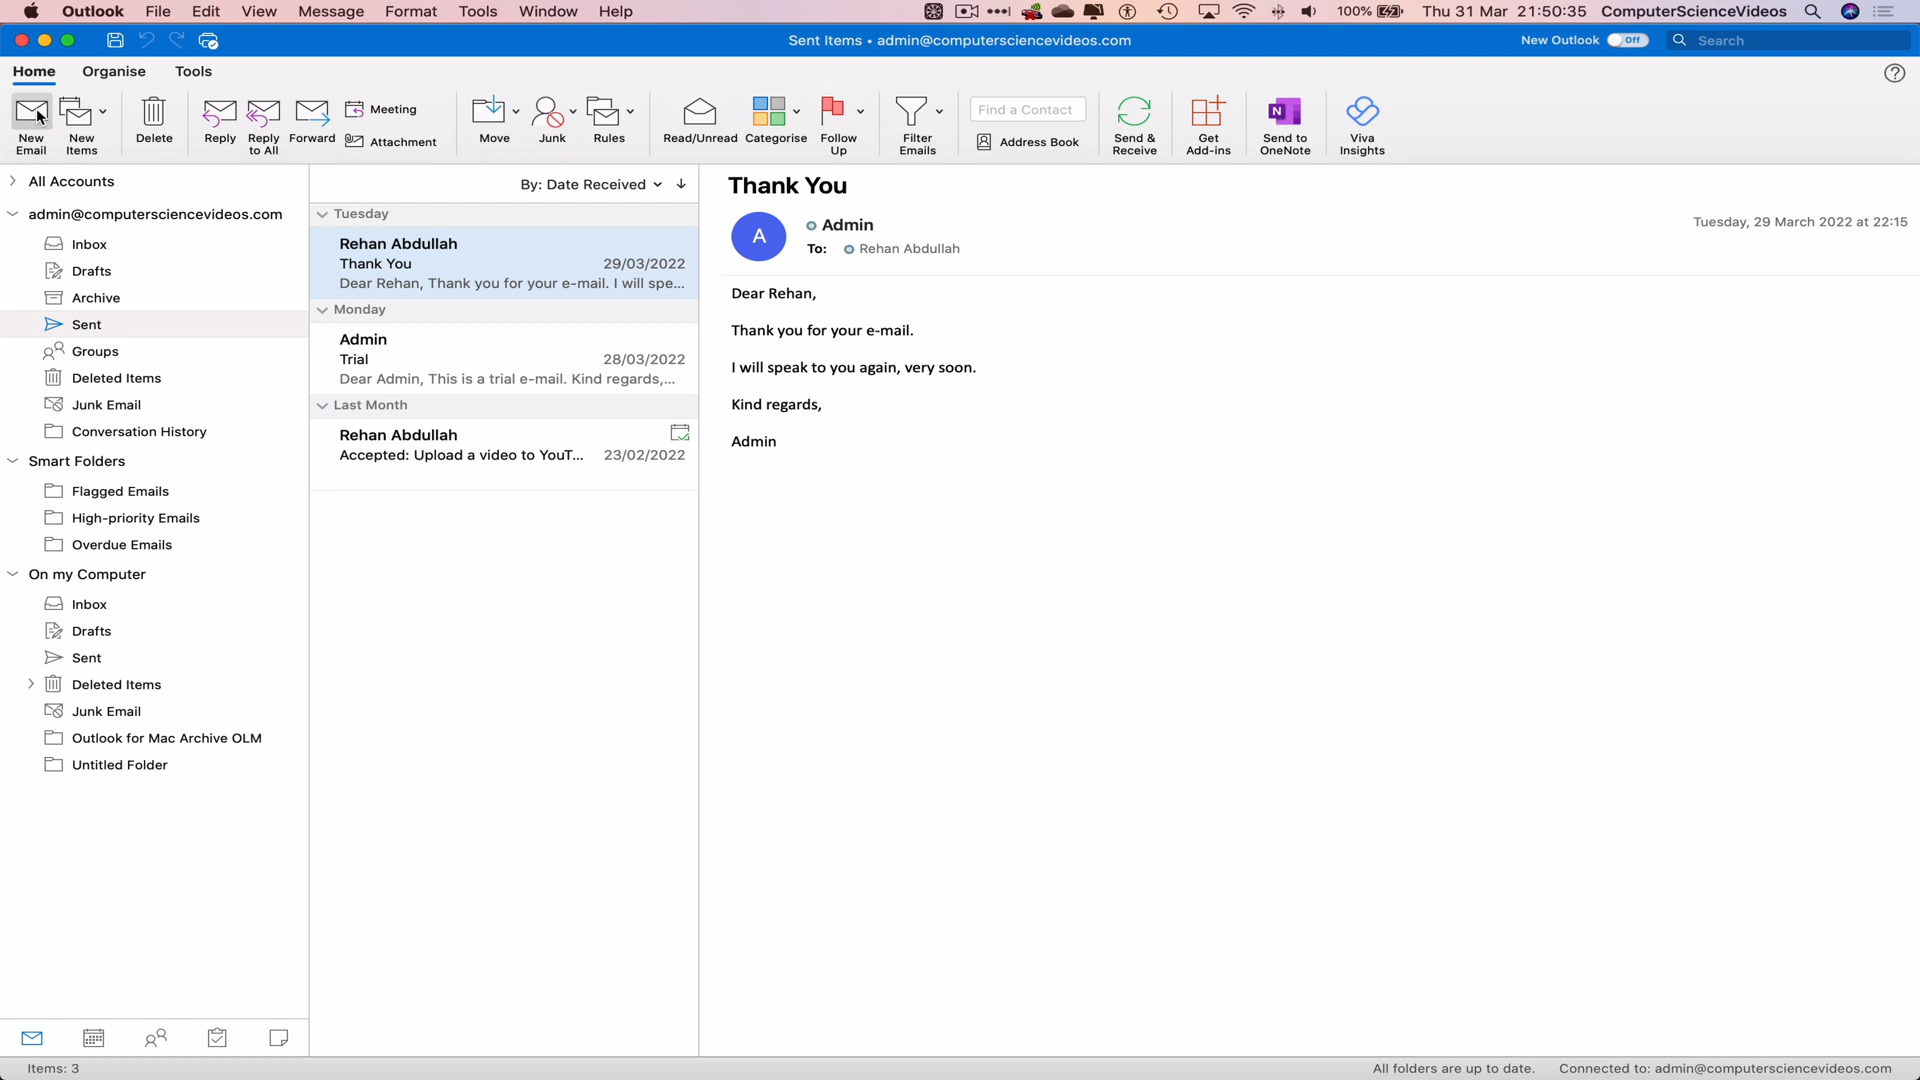 Outlook File Edit View Message Format Tools Window Help 100% Thu 31 Mar 21:50:35 ComputerScienceVideos
Sent Items • admin@computersciencevideos.com New Outlook Off Search
Home Organise Tools
New Email
New Items
Delete
Reply
Reply to All
Forward
Meeting
Attachment
Move
Junk
Rules
Read/Unread
Categorise
Follow Up
Filter Emails
Find a Contact
Address Book
Send & Receive
Get Add-ins
Send to OneNote
Viva Insights
All Accounts
admin@computersciencevideos.com
Inbox
Drafts
Archive
Sent
Groups
Deleted Items
Junk Email
Conversation History
Smart Folders
Flagged Emails
High-priority Emails
Overdue Emails
On my Computer
Inbox
Drafts
Sent
Deleted Items
Junk Email
Outlook for Mac Archive OLM
Untitled Folder
By: Date Received
Tuesday
Rehan Abdullah
Thank You 29/03/2022
Dear Rehan, Thank you for your e-mail. I will spe...
Monday
Admin
Trial 28/03/2022
Dear Admin, This is a trial e-mail. Kind regards,...
Last Month
Rehan Abdullah
Accepted: Upload a video to YouT... 23/02/2022
Thank You
A
Admin
To: Rehan Abdullah
Tuesday, 29 March 2022 at 22:15
Dear Rehan,
Thank you for your e-mail.
I will speak to you again, very soon.
Kind regards,
Admin
Items: 3 All folders are up to date. Connected to: admin@computersciencevideos.com